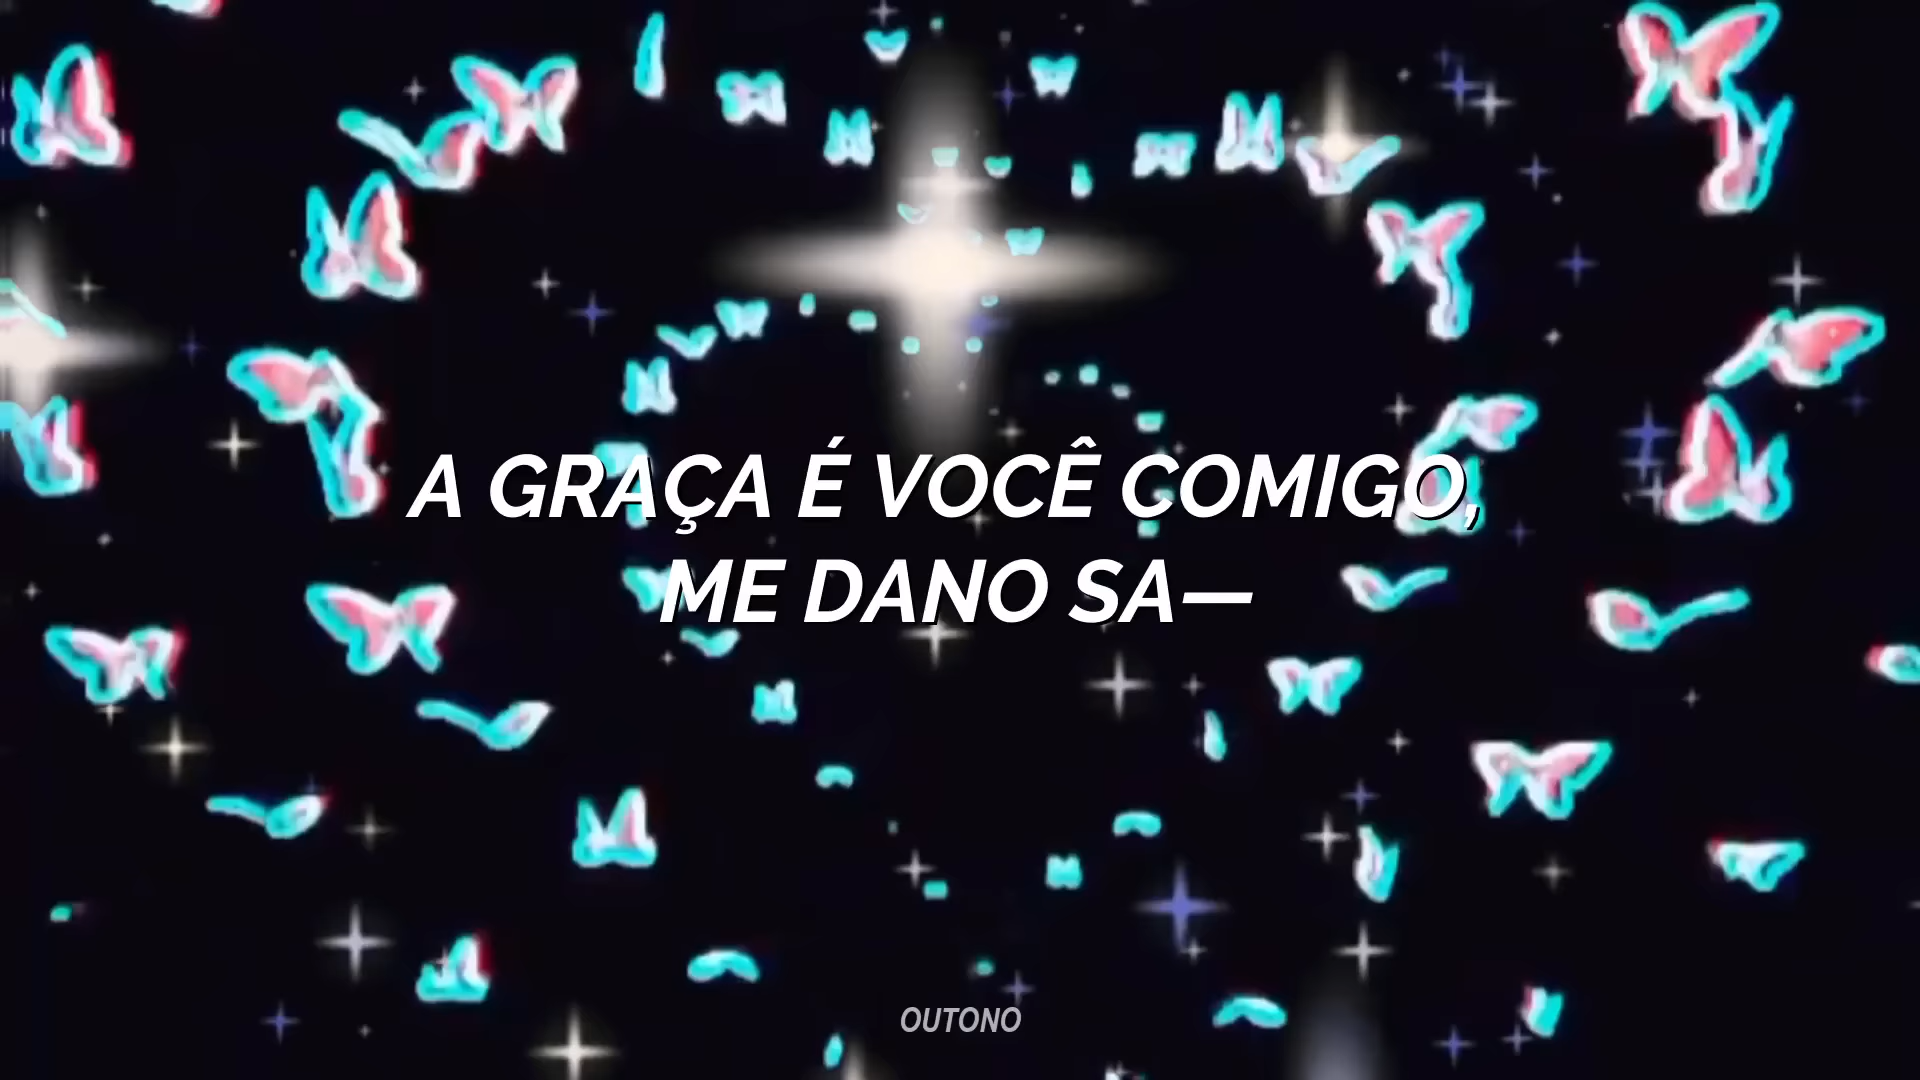 A GRAÇA É VOCÊ COMIGO,
ME DANO SA—
OUTONO